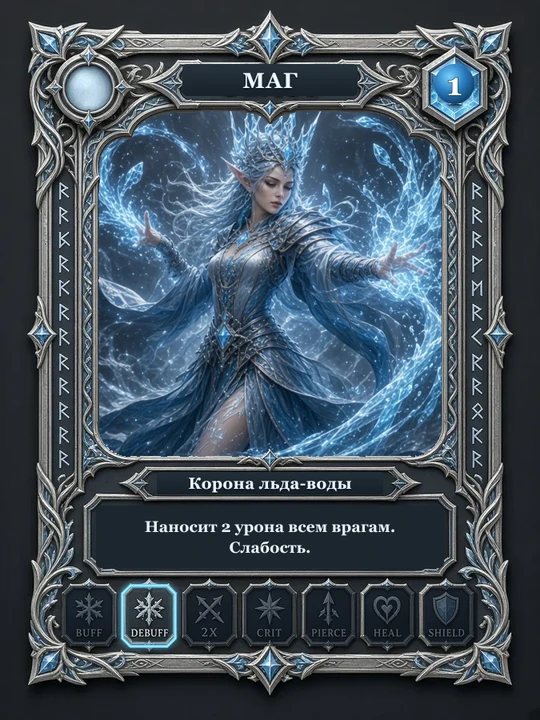 МАГ
1
Корона льда-воды
Наносит 2 урона всем врагам.
Слабость.
BUFF
DEBUFF
2X
CRIT
PIERCE
HEAL
SHIELD